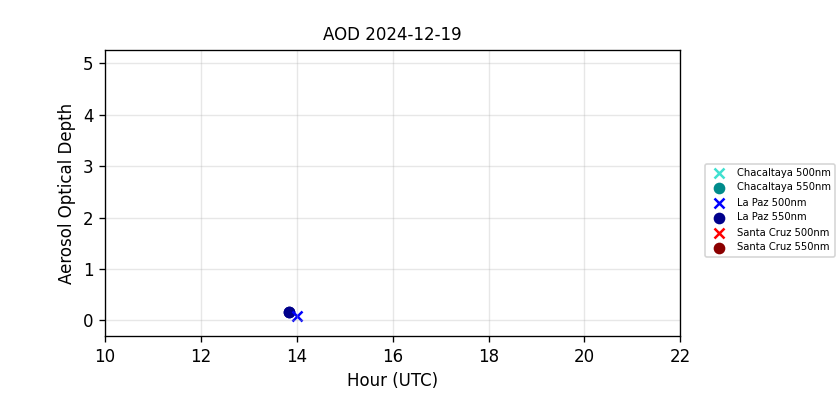 AOD 2024-12-19
Aerosol Optical Depth
5
4
3
2
1
0
10 12 14 16 18 20 22
Hour (UTC)
Chacaltaya 500nm
Chacaltaya 550nm
La Paz 500nm
La Paz 550nm
Santa Cruz 500nm
Santa Cruz 550nm